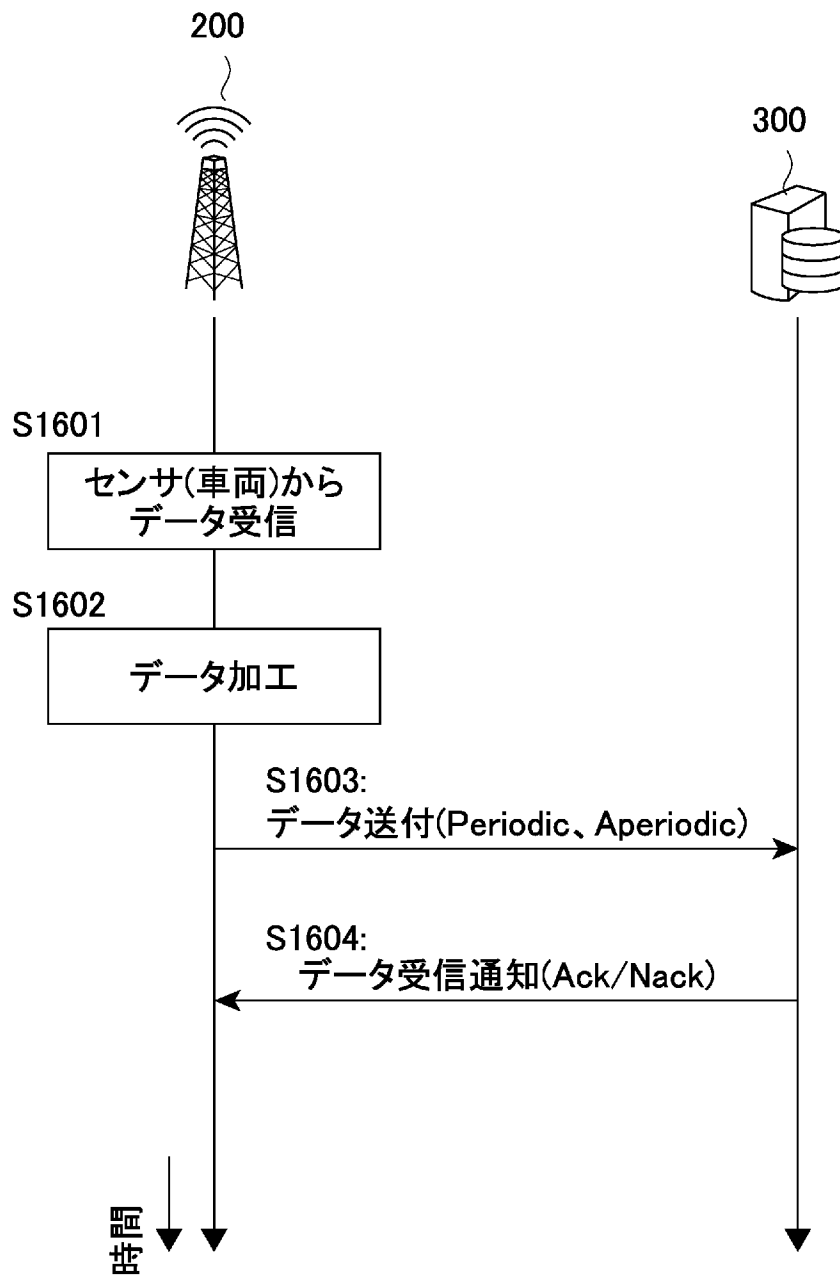 200
300
S1601
センサ(車両)から
データ受信
S1602
データ加工
S1603:
データ送付(Periodic、Aperiodic)
S1604:
データ受信通知(Ack/Nack)
時間